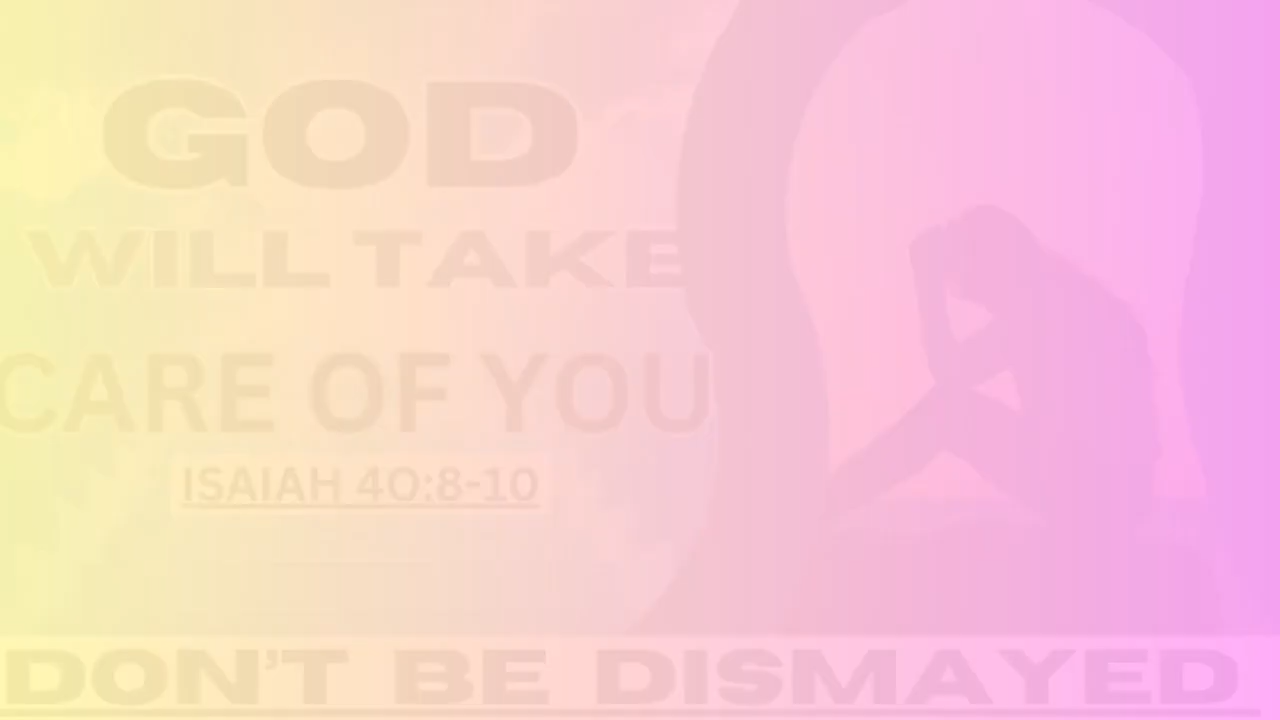 GOD
WILL TAKE
CARE OF YOU
ISAIAH 40:8-10
DON'T BE DISMAYED